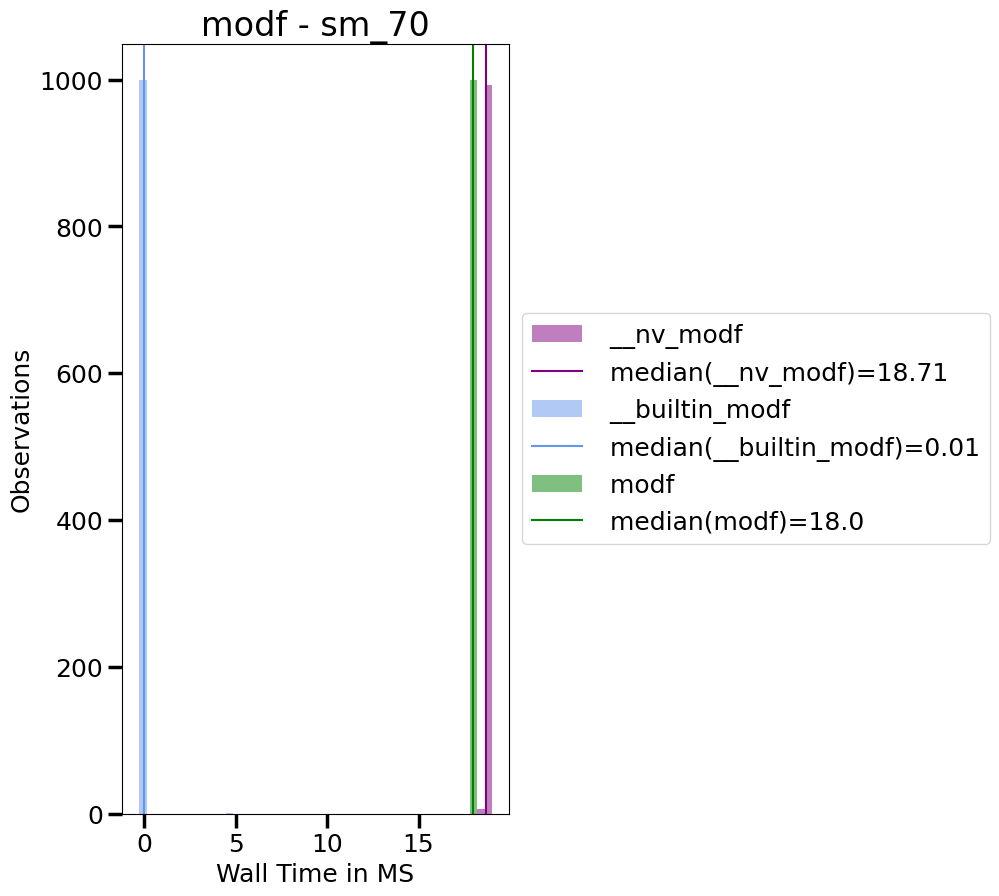 modf - sm_70
1000
800
600
400
200
0
Observations
0 5 10 15
Wall Time in MS
__nv_modf
median(__nv_modf)=18.71
__builtin_modf
median(__builtin_modf)=0.01
modf
median(modf)=18.0